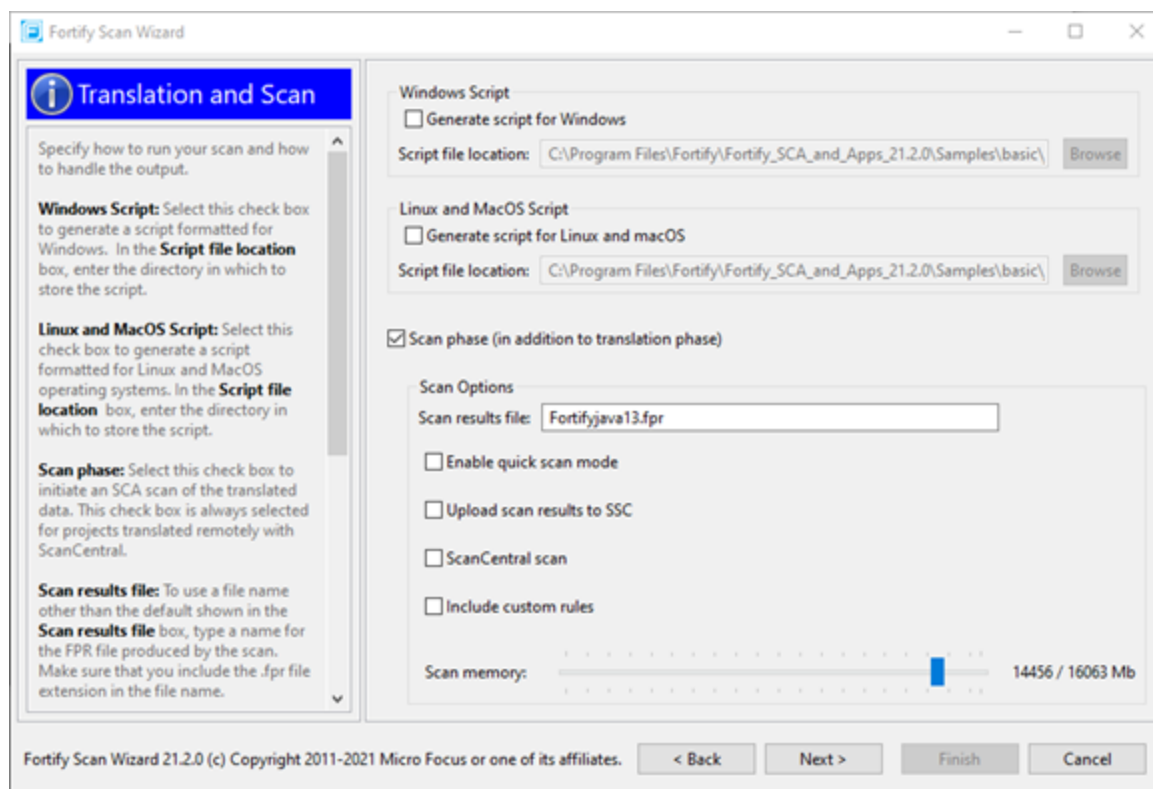 Fortify Scan Wizard
Translation and Scan
Specify how to run your scan and how
to handle the output.
Windows Script: Select this check box
to generate a script formatted for
Windows. In the Script file location
box, enter the directory in which to
store the script.
Linux and MacOS Script: Select this
check box to generate a script
formatted for Linux and MacOS
operating systems. In the Script file
location box, enter the directory in
which to store the script.
Scan phase: Select this check box to
initiate an SCA scan of the translated
data. This check box is always selected
for projects translated remotely with
ScanCentral.
Scan results file: To use a file name
other than the default shown in the
Scan results file box, type a name for
the FPR file produced by the scan.
Make sure that you include the .fpr file
extension in the file name.
Windows Script
Generate script for Windows
Script file location: C:\Program Files\Fortify\Fortify_SCA_and_Apps_21.2.0\Samples\basic\ Browse
Linux and MacOS Script
Generate script for Linux and macOS
Script file location: C:\Program Files\Fortify\Fortify_SCA_and_Apps_21.2.0\Samples\basic\ Browse
Scan phase (in addition to translation phase)
Scan Options
Scan results file: Fortifyjava13.fpr
Enable quick scan mode
Upload scan results to SSC
ScanCentral scan
Include custom rules
Scan memory: 14456 / 16063 Mb
Fortify Scan Wizard 21.2.0 (c) Copyright 2011-2021 Micro Focus or one of its affiliates. < Back Next > Finish Cancel